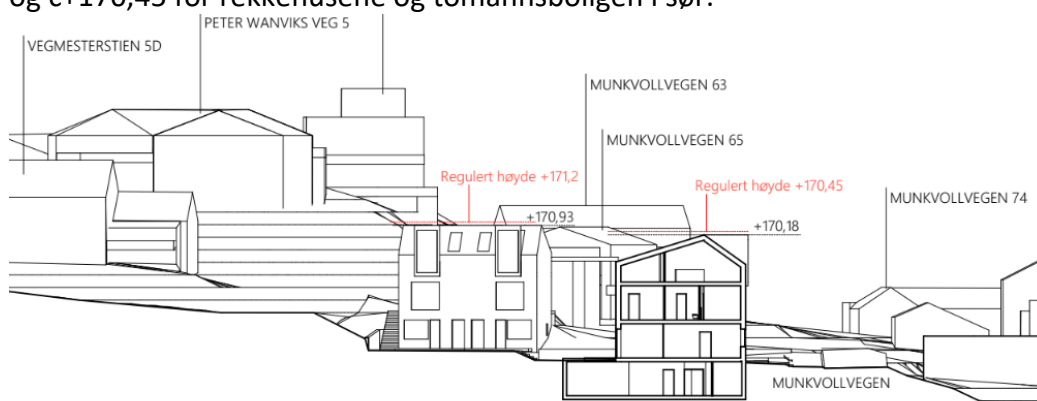 og c+170,45 for rekkehusene og tomannsboligen i sør.
PETER WANVIKS VEG 5
VEGMESTERSTIEN 5D
MUNKVOLLVEGEN 63
MUNKVOLLVEGEN 65
Regulert høyde +171,2
Regulert høyde +170,45
MUNKVOLLVEGEN 74
+170,93
+170,18
MUNKVOLLVEGEN